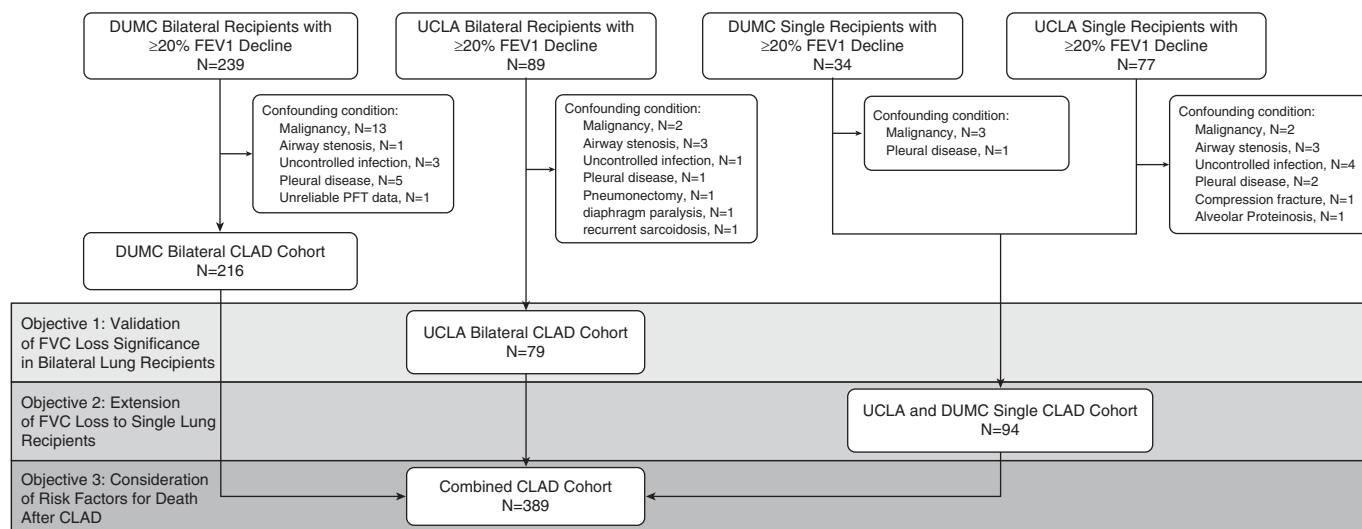 DUMC Bilateral Recipients with
≥20% FEV1 Decline
N=239
UCLA Bilateral Recipients with
≥20% FEV1 Decline
N=89
DUMC Single Recipients with
≥20% FEV1 Decline
N=34
UCLA Single Recipients with
≥20% FEV1 Decline
N=77
Confounding condition:
Malignancy, N=13
Airway stenosis, N=1
Uncontrolled infection, N=3
Pleural disease, N=5
Unreliable PFT data, N=1
Confounding condition:
Malignancy, N=2
Airway stenosis, N=3
Uncontrolled infection, N=1
Pleural disease, N=1
Pneumonectomy, N=1
diaphragm paralysis, N=1
recurrent sarcoidosis, N=1
Confounding condition:
Malignancy, N=3
Pleural disease, N=1
Confounding condition:
Malignancy, N=2
Airway stenosis, N=3
Uncontrolled infection, N=4
Pleural disease, N=2
Compression fracture, N=1
Alveolar Proteinosis, N=1
DUMC Bilateral CLAD Cohort
N=216
Objective 1: Validation
of FVC Loss Significance
in Bilateral Lung Recipients
UCLA Bilateral CLAD Cohort
N=79
Objective 2: Extension
of FVC Loss to Single Lung
Recipients
UCLA and DUMC Single CLAD Cohort
N=94
Objective 3: Consideration
of Risk Factors for Death
After CLAD
Combined CLAD Cohort
N=389